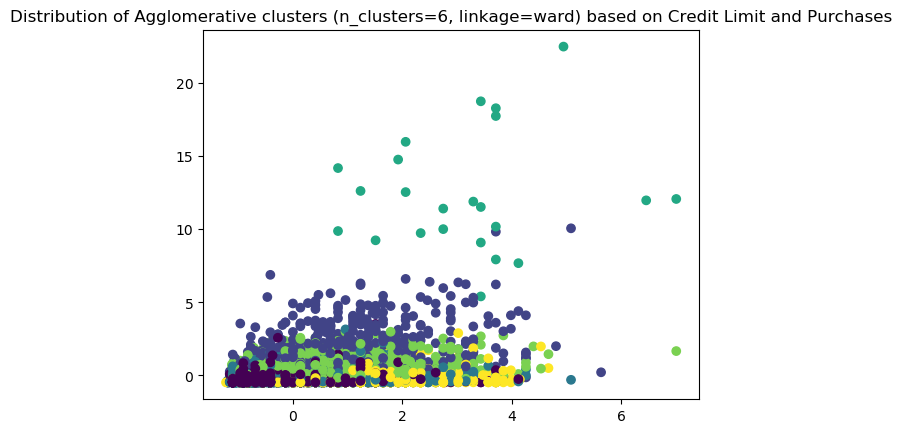 Distribution of Agglomerative clusters (n_clusters=6, linkage=ward) based on Credit Limit and Purchases
20
15
10
5
0
0 2 4 6